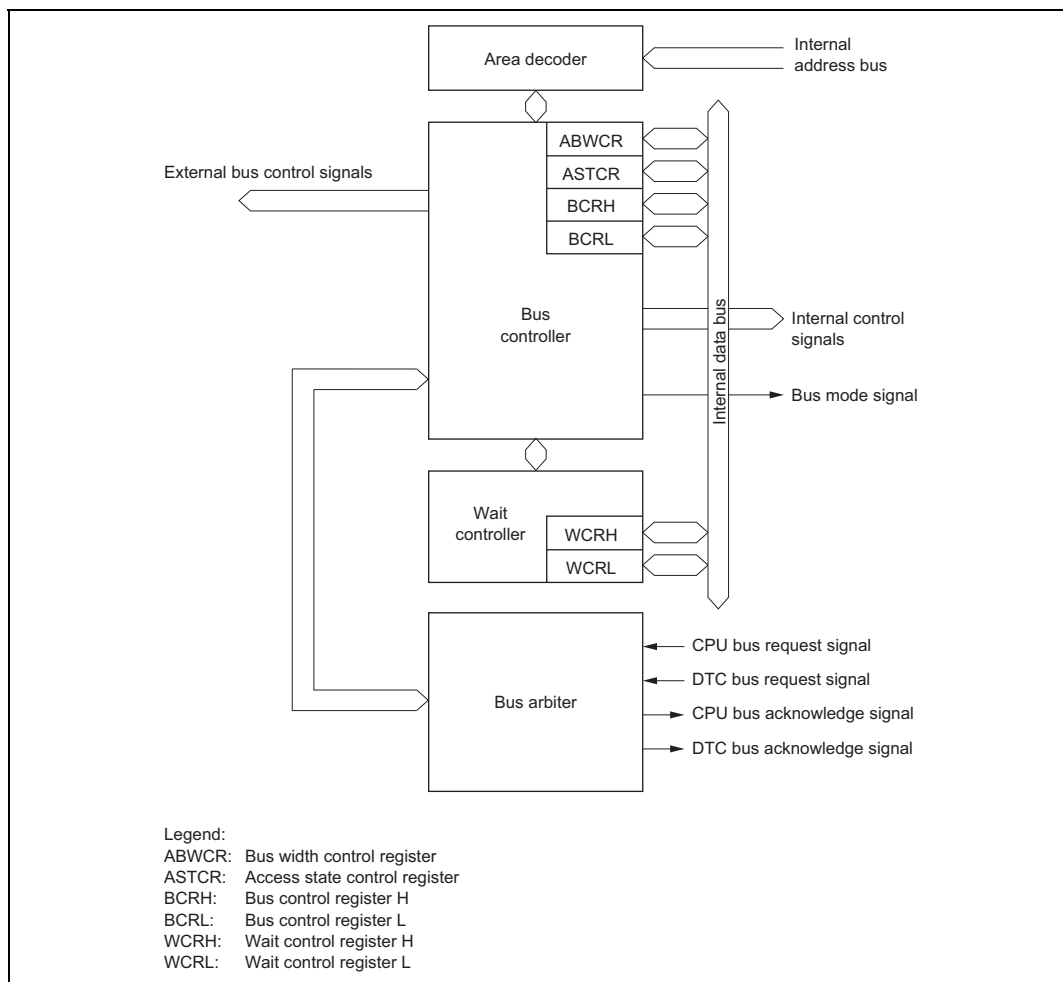 Area decoder
Internal
address bus
ABWCR
ASTCR
BCRH
BCRL
External bus control signals
Bus
controller
Internal data bus
Internal control
signals
Bus mode signal
Wait
controller
WCRH
WCRL
Bus arbiter
CPU bus request signal
DTC bus request signal
CPU bus acknowledge signal
DTC bus acknowledge signal
Legend:
ABWCR: Bus width control register
ASTCR: Access state control register
BCRH: Bus control register H
BCRL: Bus control register L
WCRH: Wait control register H
WCRL: Wait control register L